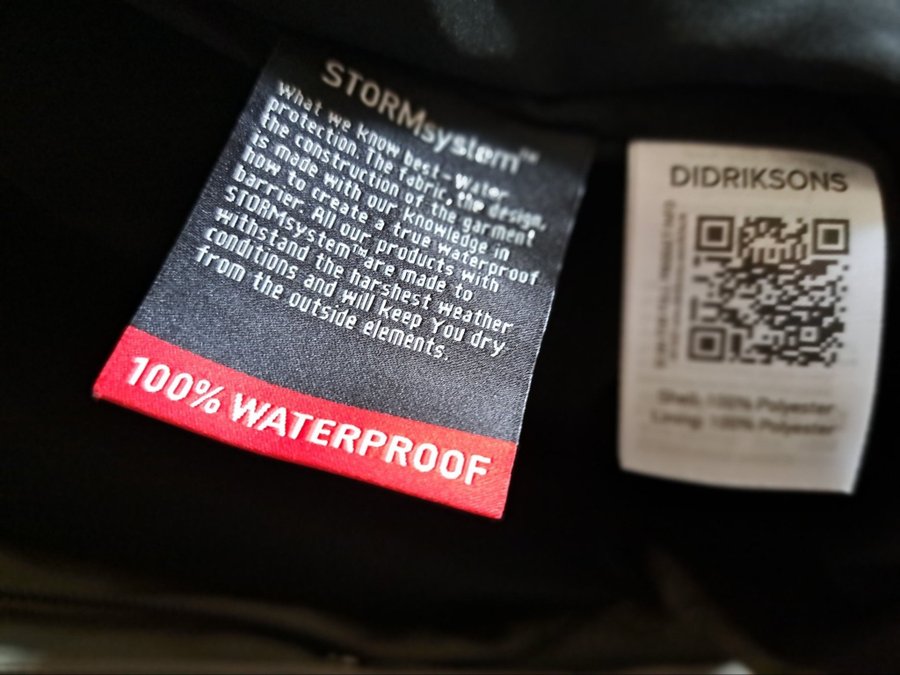 STORMsystem™
What we know best – water
protection. The fabric, the design,
the construction of the garment
is made with our knowledge in
how to create a true waterproof
barrier. All our products with
STORMsystem™ are made to
withstand the harshest weather
conditions and will keep you dry
from the outside elements.
100% WATERPROOF
DIDRIKSONS
Shell: 100% Polyester
Lining: 100% Polyester